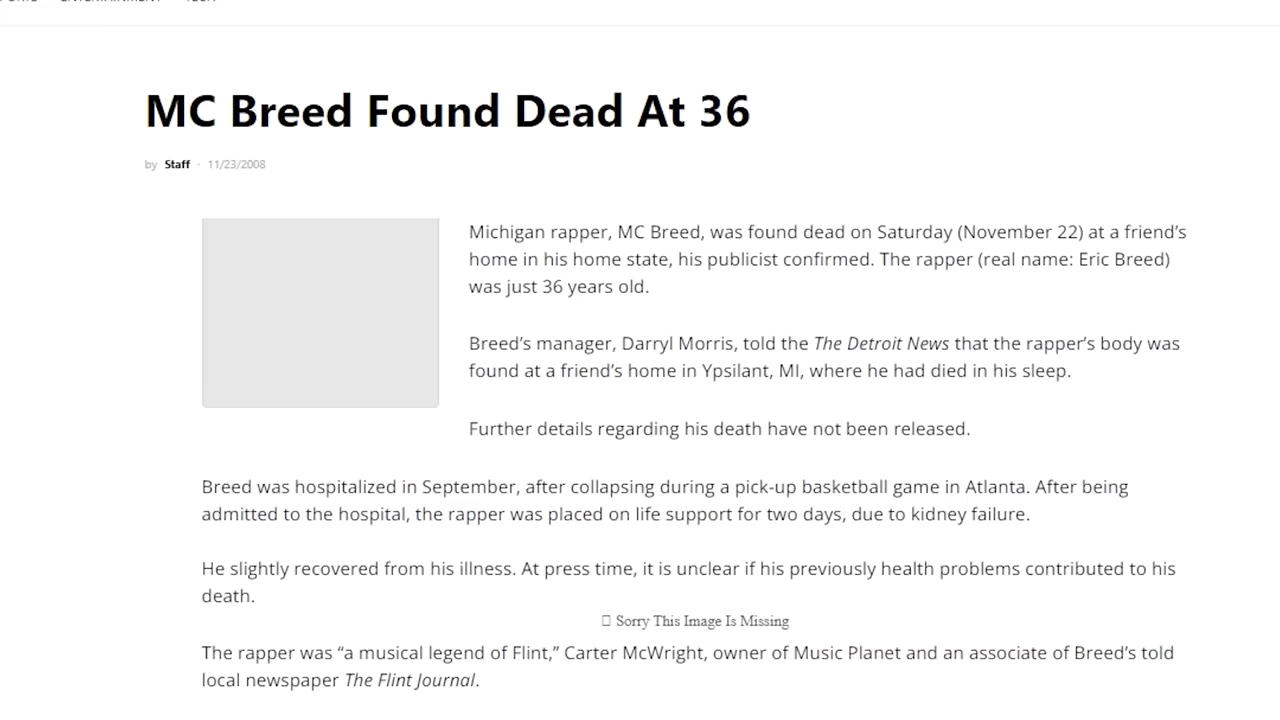 ENTERTAINMENT TECH
MC Breed Found Dead At 36
by Staff · 11/23/2008
Michigan rapper, MC Breed, was found dead on Saturday (November 22) at a friend’s
home in his home state, his publicist confirmed. The rapper (real name: Eric Breed)
was just 36 years old.
Breed’s manager, Darryl Morris, told the The Detroit News that the rapper’s body was
found at a friend’s home in Ypsilant, MI, where he had died in his sleep.
Further details regarding his death have not been released.
Breed was hospitalized in September, after collapsing during a pick-up basketball game in Atlanta. After being
admitted to the hospital, the rapper was placed on life support for two days, due to kidney failure.
He slightly recovered from his illness. At press time, it is unclear if his previously health problems contributed to his
death.
Sorry This Image Is Missing
The rapper was “a musical legend of Flint,” Carter McWright, owner of Music Planet and an associate of Breed’s told
local newspaper The Flint Journal.